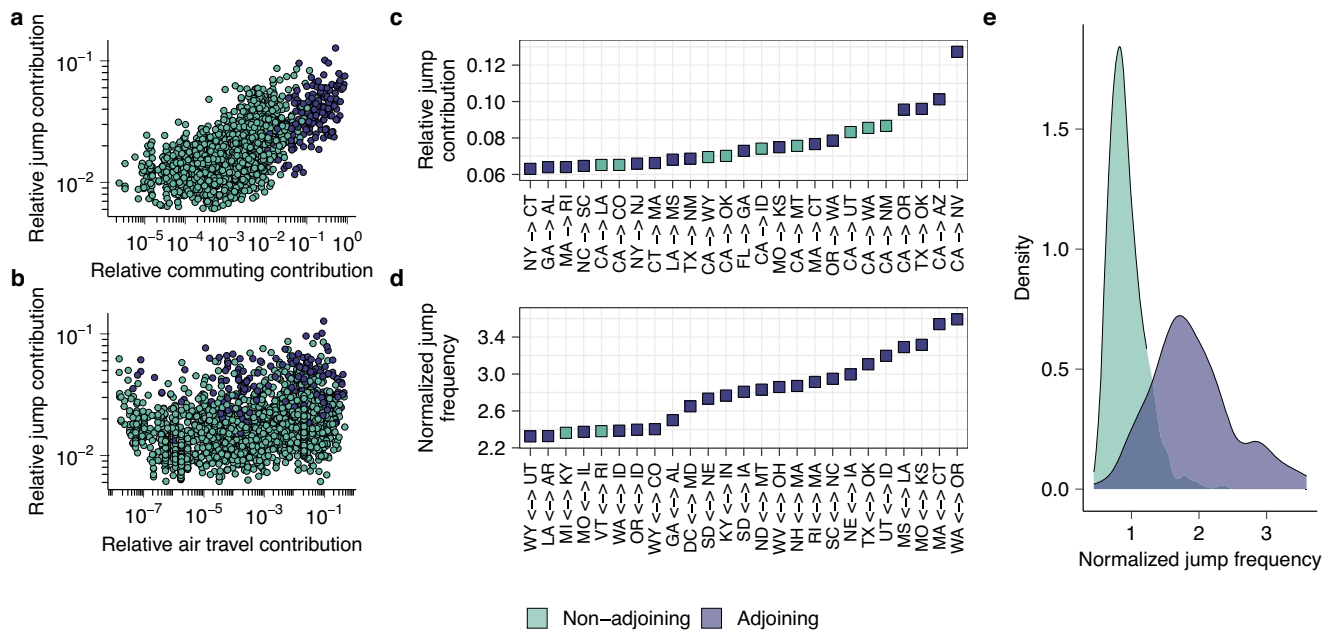 a
Relative jump contribution
10⁻¹
10⁻²
10⁻⁵ 10⁻⁴ 10⁻³ 10⁻² 10⁻¹ 10⁰
Relative commuting contribution
b
Relative jump contribution
10⁻¹
10⁻²
10⁻⁷ 10⁻⁵ 10⁻³ 10⁻¹
Relative air travel contribution
c
Relative jump
contribution
0.12
0.10
0.08
0.06
NY −> CT
GA −> AL
MA −> RI
NC −> SC
CA −> LA
CA −> CO
NY −> NJ
CT −> MA
LA −> MS
TX −> NM
CA −> WY
CA −> OK
FL −> GA
CA −> ID
MO −> KS
CA −> MT
MA −> CT
OR −> WA
CA −> UT
CA −> WA
CA −> NM
CA −> OR
TX −> OK
CA −> AZ
CA −> NV
d
Normalized jump
frequency
3.4
3.0
2.6
2.2
WY <−> UT
LA <−> AR
MI <−> KY
MO <−> IL
VT <−> RI
WA <−> ID
OR <−> ID
WY <−> CO
GA <−> AL
DC <−> MD
SD <−> NE
KY <−> IN
SD <−> IA
ND <−> MT
WV <−> OH
NH <−> MA
RI <−> MA
SC <−> NC
NE <−> IA
TX <−> OK
UT <−> ID
MS <−> LA
MO <−> KS
MA <−> CT
WA <−> OR
e
Density
1.5
1.0
0.5
0.0
1 2 3
Normalized jump frequency
Non−adjoining Adjoining